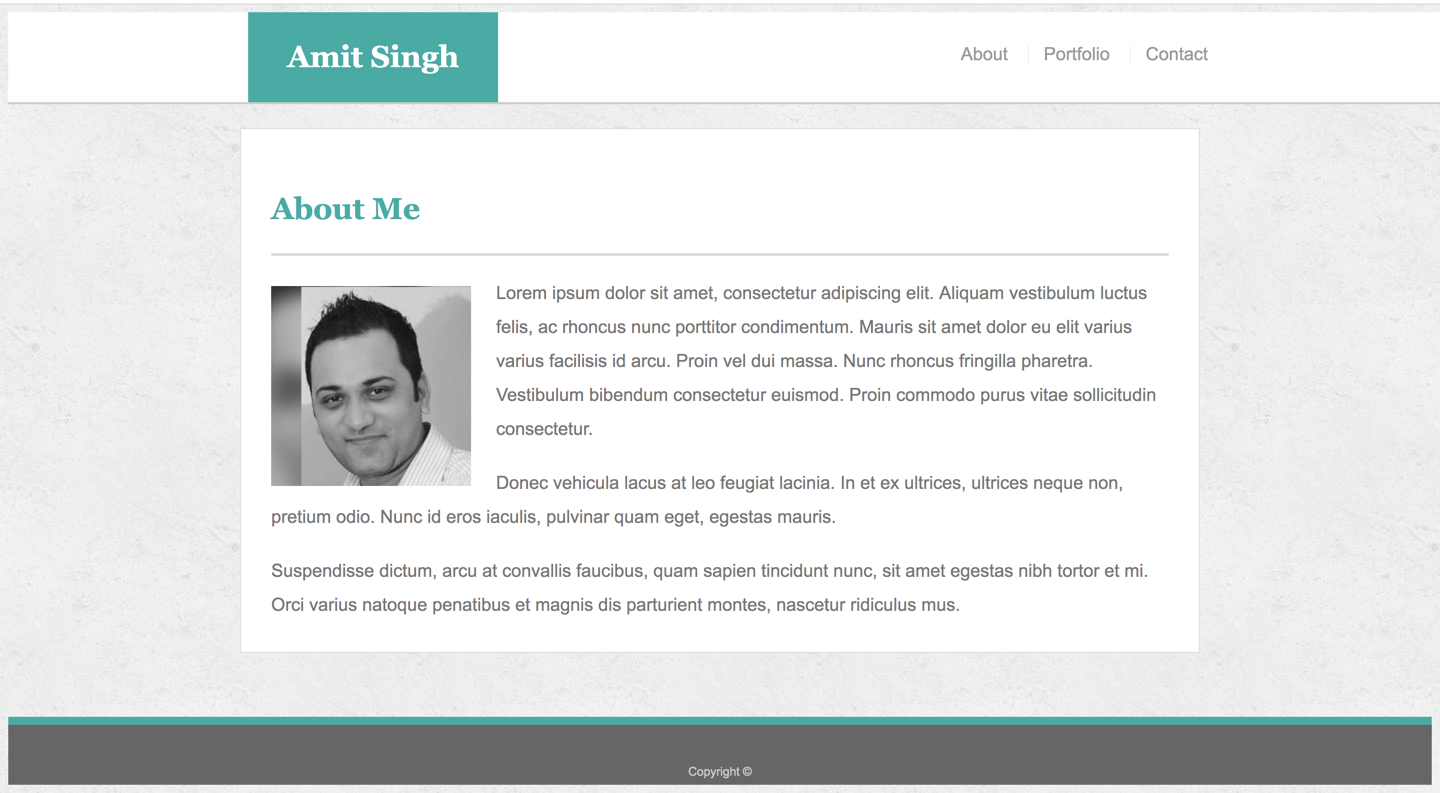 Amit Singh
About Portfolio Contact
About Me
Lorem ipsum dolor sit amet, consectetur adipiscing elit. Aliquam vestibulum luctus
felis, ac rhoncus nunc porttitor condimentum. Mauris sit amet dolor eu elit varius
varius facilisis id arcu. Proin vel dui massa. Nunc rhoncus fringilla pharetra.
Vestibulum bibendum consectetur euismod. Proin commodo purus vitae sollicitudin
consectetur.
Donec vehicula lacus at leo feugiat lacinia. In et ex ultrices, ultrices neque non,
pretium odio. Nunc id eros iaculis, pulvinar quam eget, egestas mauris.
Suspendisse dictum, arcu at convallis faucibus, quam sapien tincidunt nunc, sit amet egestas nibh tortor et mi.
Orci varius natoque penatibus et magnis dis parturient montes, nascetur ridiculus mus.
Copyright ©